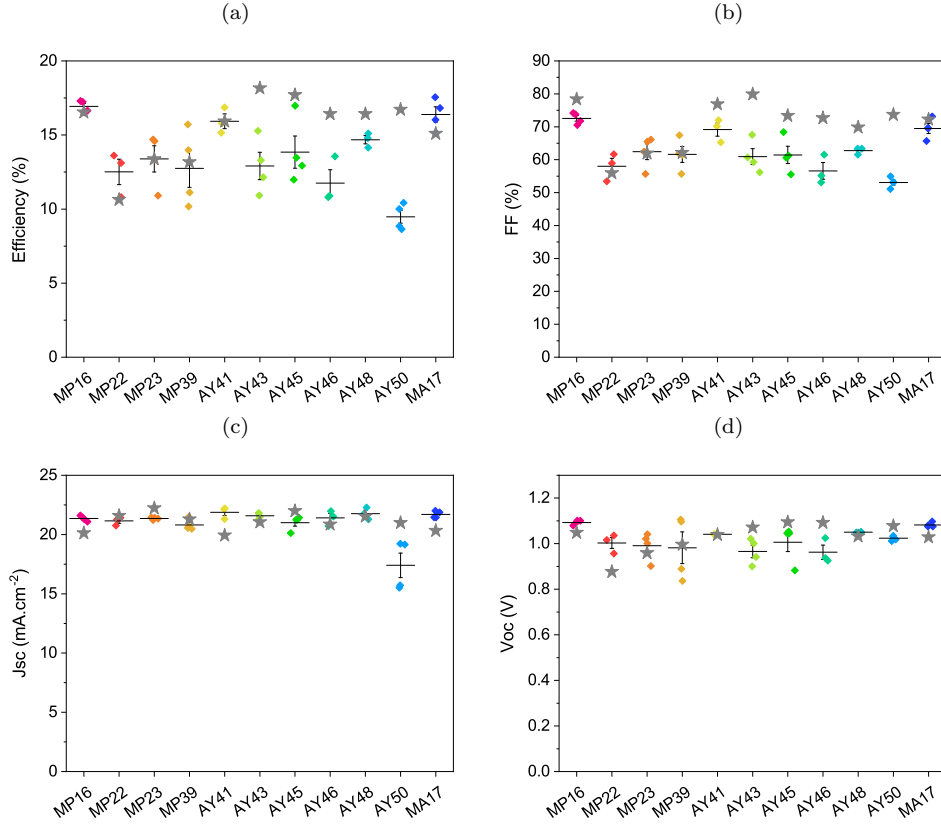 (a)
20
15
10
5
0
Efficiency (%)
MP16 MP22 MP23 MP39 AY41 AY43 AY45 AY46 AY48 AY50 MA17
(b)
90
80
70
60
50
40
30
20
10
0
FF (%)
MP16 MP22 MP23 MP39 AY41 AY43 AY45 AY46 AY48 AY50 MA17
(c)
25
20
15
10
5
0
Jsc (mA.cm⁻²)
MP16 MP22 MP23 MP39 AY41 AY43 AY45 AY46 AY48 AY50 MA17
(d)
1.2
1.0
0.8
0.6
0.4
0.2
0.0
Voc (V)
MP16 MP22 MP23 MP39 AY41 AY43 AY45 AY46 AY48 AY50 MA17